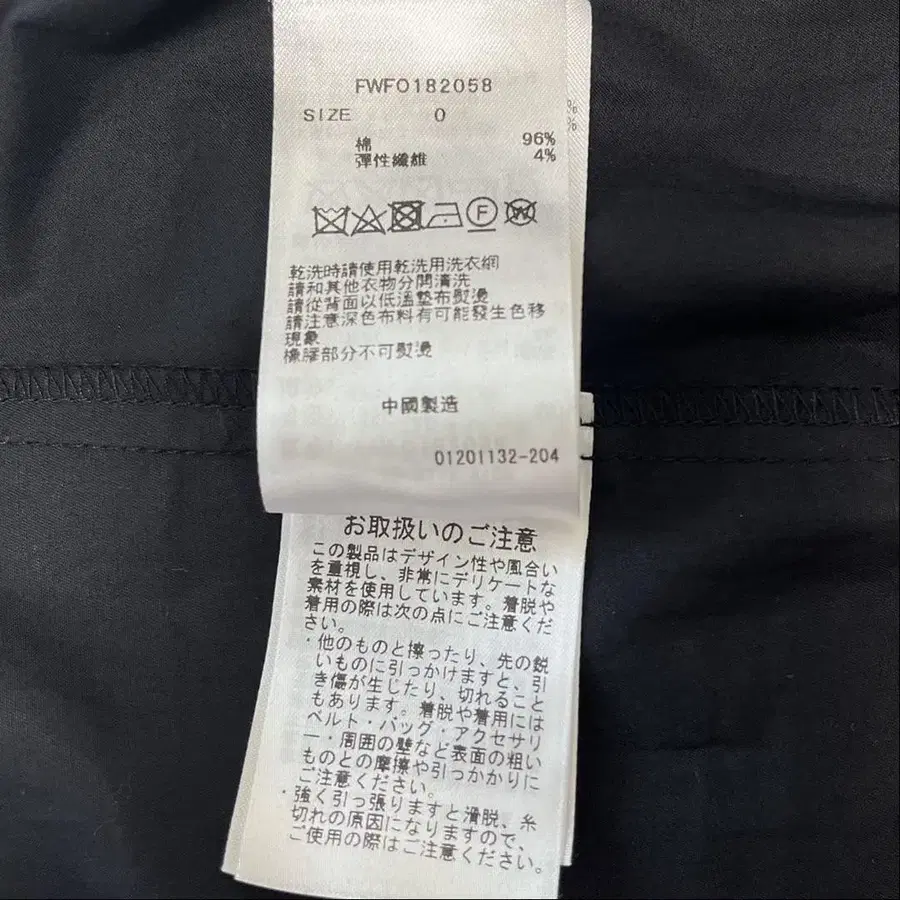 FWF0182058
SIZE 0
棉 96%
彈性纖維 4%
F W
乾洗時請使用乾洗用洗衣網
請和其他衣物分開清洗
請從背面以低溫墊布熨燙
請注意深色布料有可能發生色移
現象
橡膠部分不可熨燙
中國製造
01201132-204
お取扱いのご注意
この製品はデザイン性や風合い
を重視し、非常にデリケートな
素材を使用しています。着脱や
着用の際は次の点にご注意くだ
さい。
・他のものと擦ったり、先の鋭
いものに引っかけますと、引
き傷が生じたり、切れること
もあります。着脱や着用には
ベルト・バッグ・アクセサリ
ー・周囲の壁など表面の粗い
ものとの摩擦や引っかかりに
ご注意ください。
・強く引っ張りますと滑脱、糸
切れの原因になりますので、
ご使用の際はご注意ください。